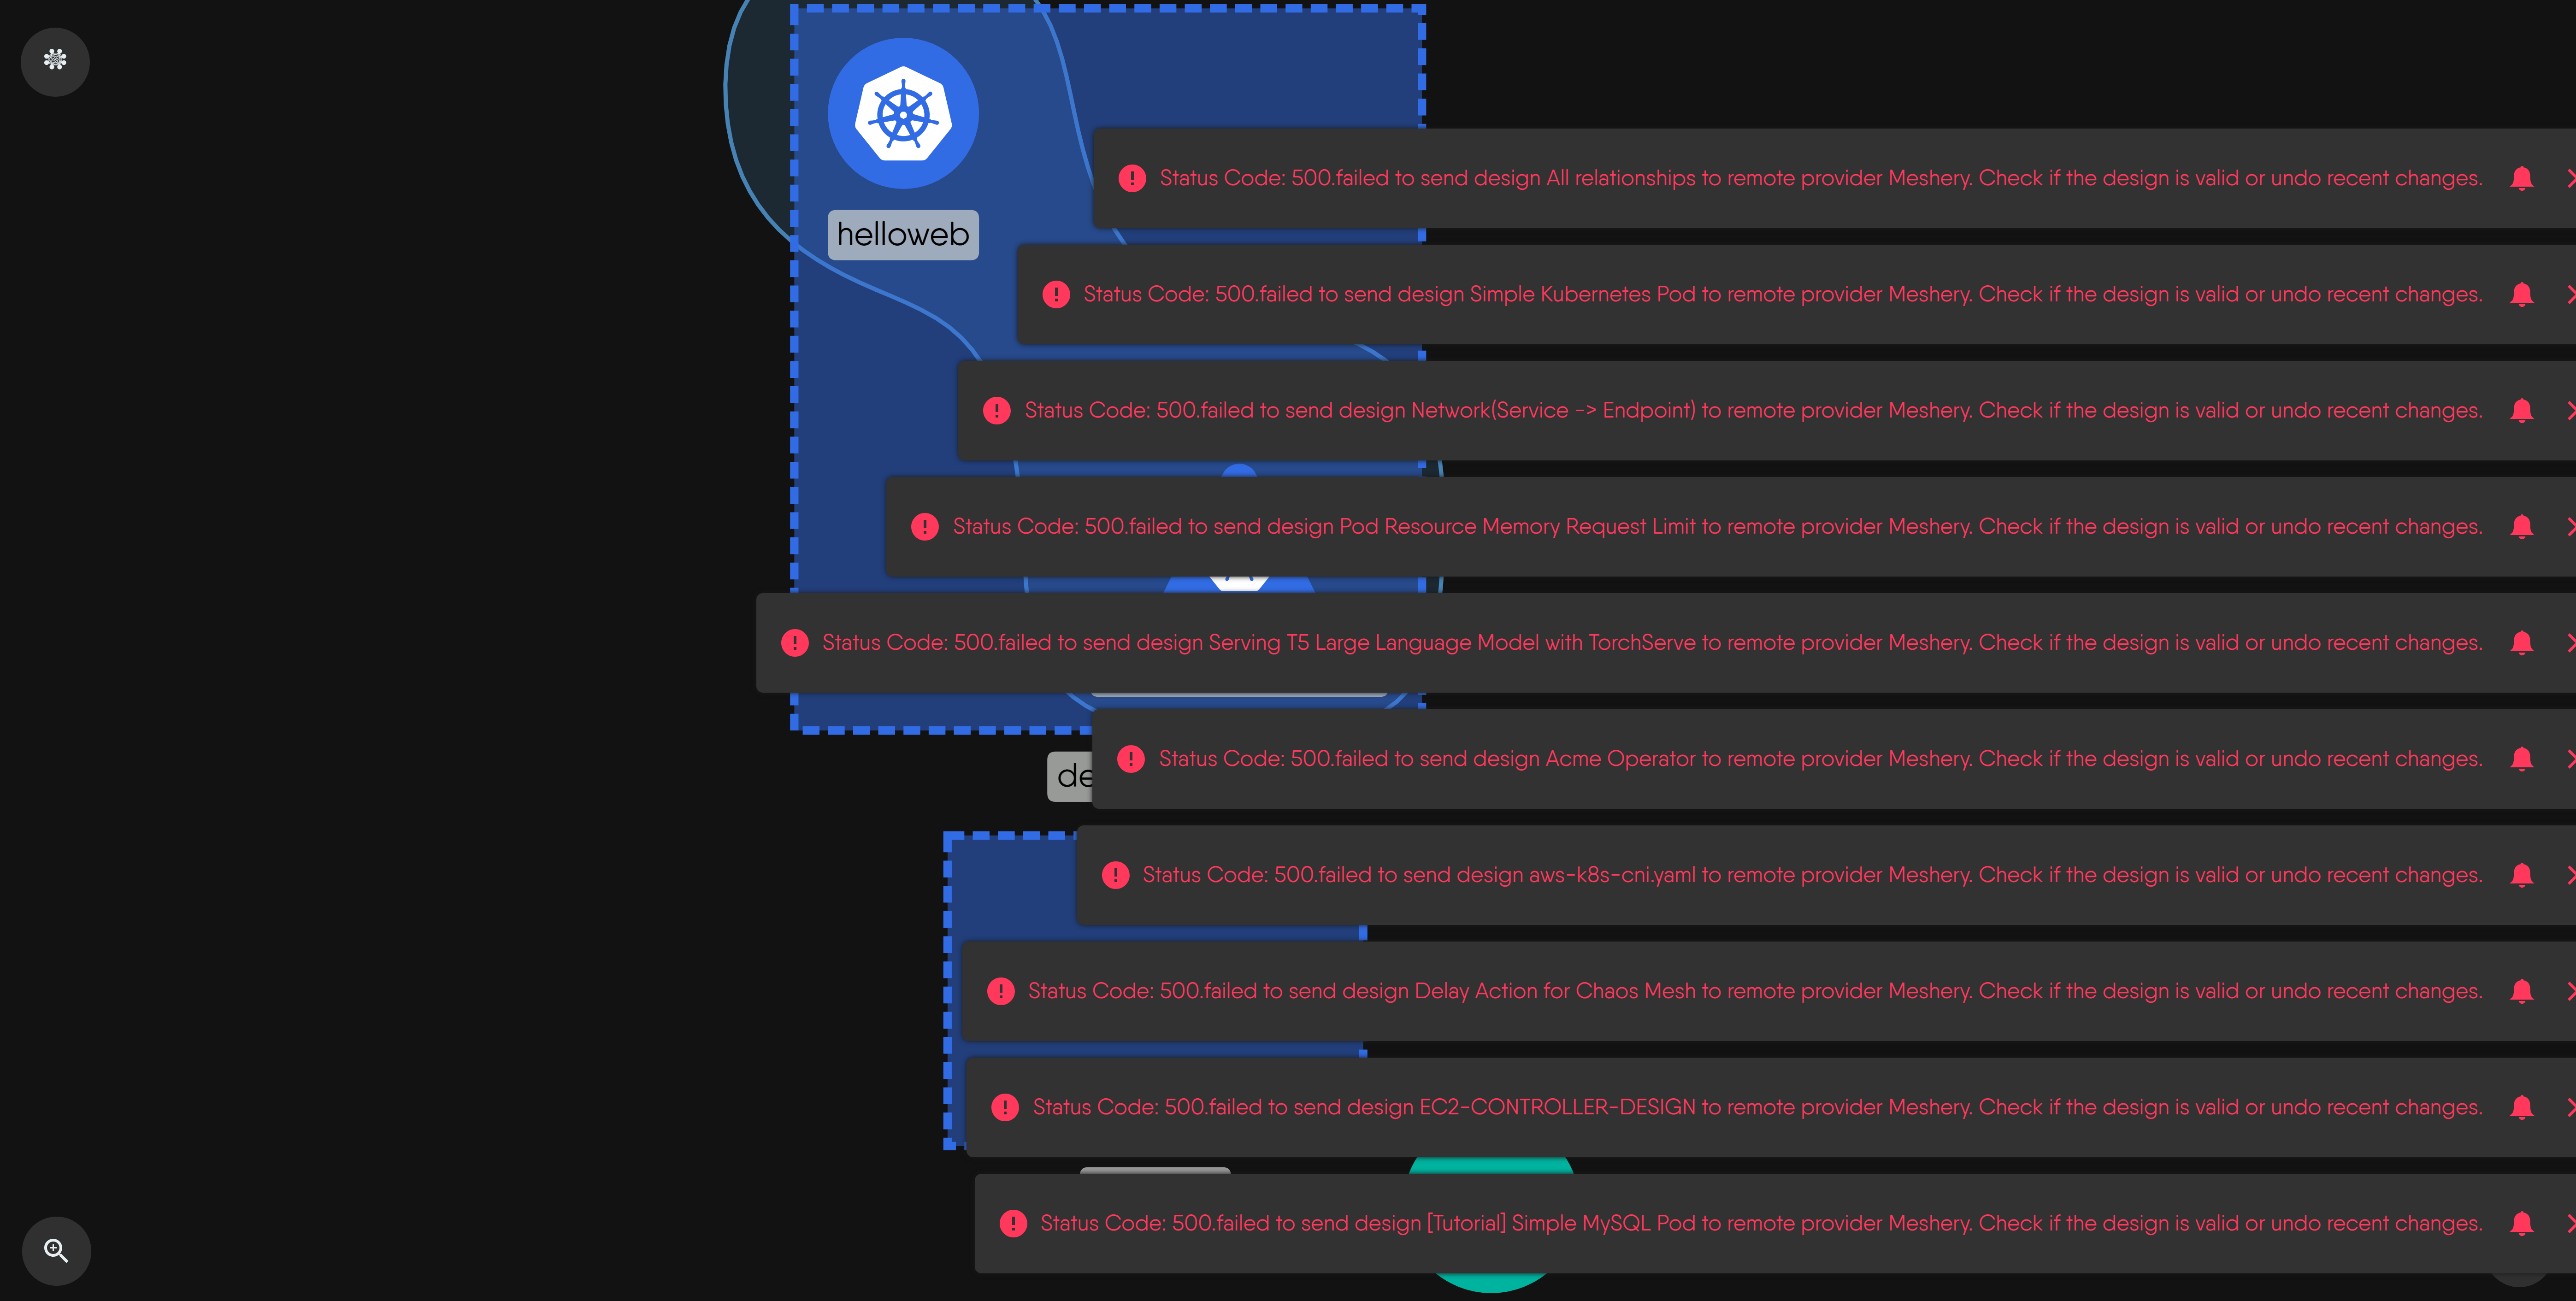 helloweb
Status Code: 500.failed to send design All relationships to remote provider Meshery. Check if the design is valid or undo recent changes.
Status Code: 500.failed to send design Simple Kubernetes Pod to remote provider Meshery. Check if the design is valid or undo recent changes.
Status Code: 500.failed to send design Network(Service -> Endpoint) to remote provider Meshery. Check if the design is valid or undo recent changes.
Status Code: 500.failed to send design Pod Resource Memory Request Limit to remote provider Meshery. Check if the design is valid or undo recent changes.
Status Code: 500.failed to send design Serving T5 Large Language Model with TorchServe to remote provider Meshery. Check if the design is valid or undo recent changes.
Status Code: 500.failed to send design Acme Operator to remote provider Meshery. Check if the design is valid or undo recent changes.
de
Status Code: 500.failed to send design aws-k8s-cni.yaml to remote provider Meshery. Check if the design is valid or undo recent changes.
Status Code: 500.failed to send design Delay Action for Chaos Mesh to remote provider Meshery. Check if the design is valid or undo recent changes.
Status Code: 500.failed to send design EC2-CONTROLLER-DESIGN to remote provider Meshery. Check if the design is valid or undo recent changes.
Status Code: 500.failed to send design [Tutorial] Simple MySQL Pod to remote provider Meshery. Check if the design is valid or undo recent changes.